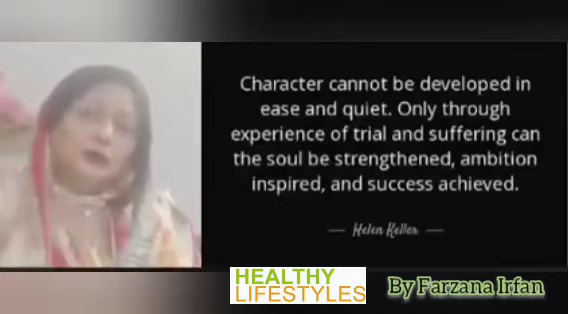 Character cannot be developed in
ease and quiet. Only through
experience of trial and suffering can
the soul be strengthened, ambition
inspired, and success achieved.
— Helen Keller —
HEALTHY
LIFESTYLES
By Farzana Irfan